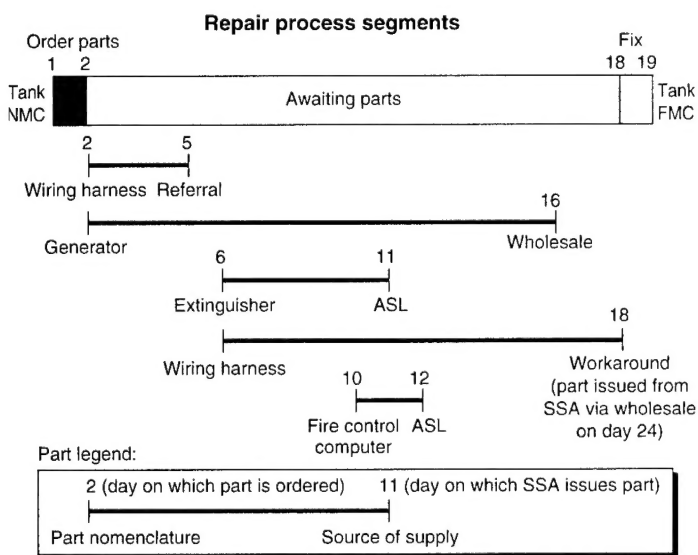 Repair process segments
Order parts
Fix
1 2 18 19
Tank
NMC
Awaiting parts
Tank
FMC
2 5
Wiring harness Referral
16
Generator
Wholesale
6 11
Extinguisher ASL
18
Wiring harness
Workaround
(part issued from
SSA via wholesale
on day 24)
10 12
Fire control
computer
ASL
Part legend:
2 (day on which part is ordered) 11 (day on which SSA issues part)
Part nomenclature Source of supply